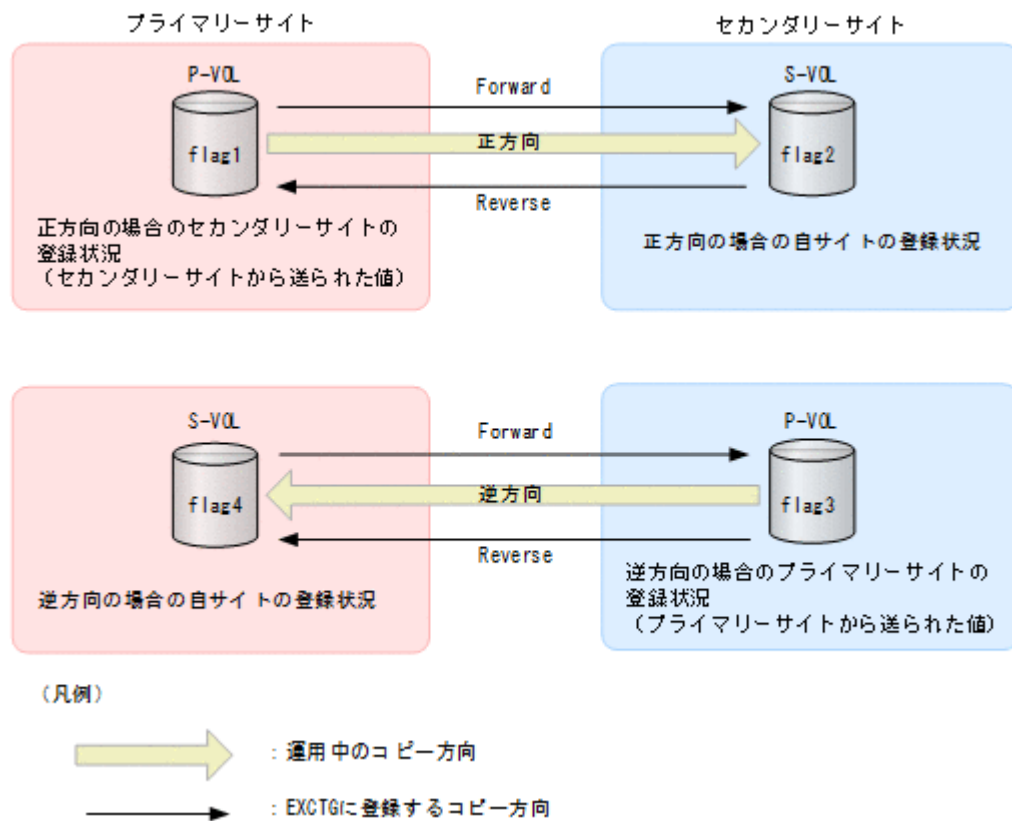 プライマリーサイト
セカンダリーサイト
P-VOL
Forward
S-VOL
flag1
正方向
flag2
Reverse
正方向の場合のセカンダリーサイトの
登録状況
（セカンダリーサイトから送られた値）
正方向の場合の自サイトの登録状況
S-VOL
Forward
P-VOL
flag4
逆方向
flag3
Reverse
逆方向の場合の自サイトの登録状況
逆方向の場合のプライマリーサイトの
登録状況
（プライマリーサイトから送られた値）
（凡例）
：運用中のコピー方向
：EXCTGに登録するコピー方向